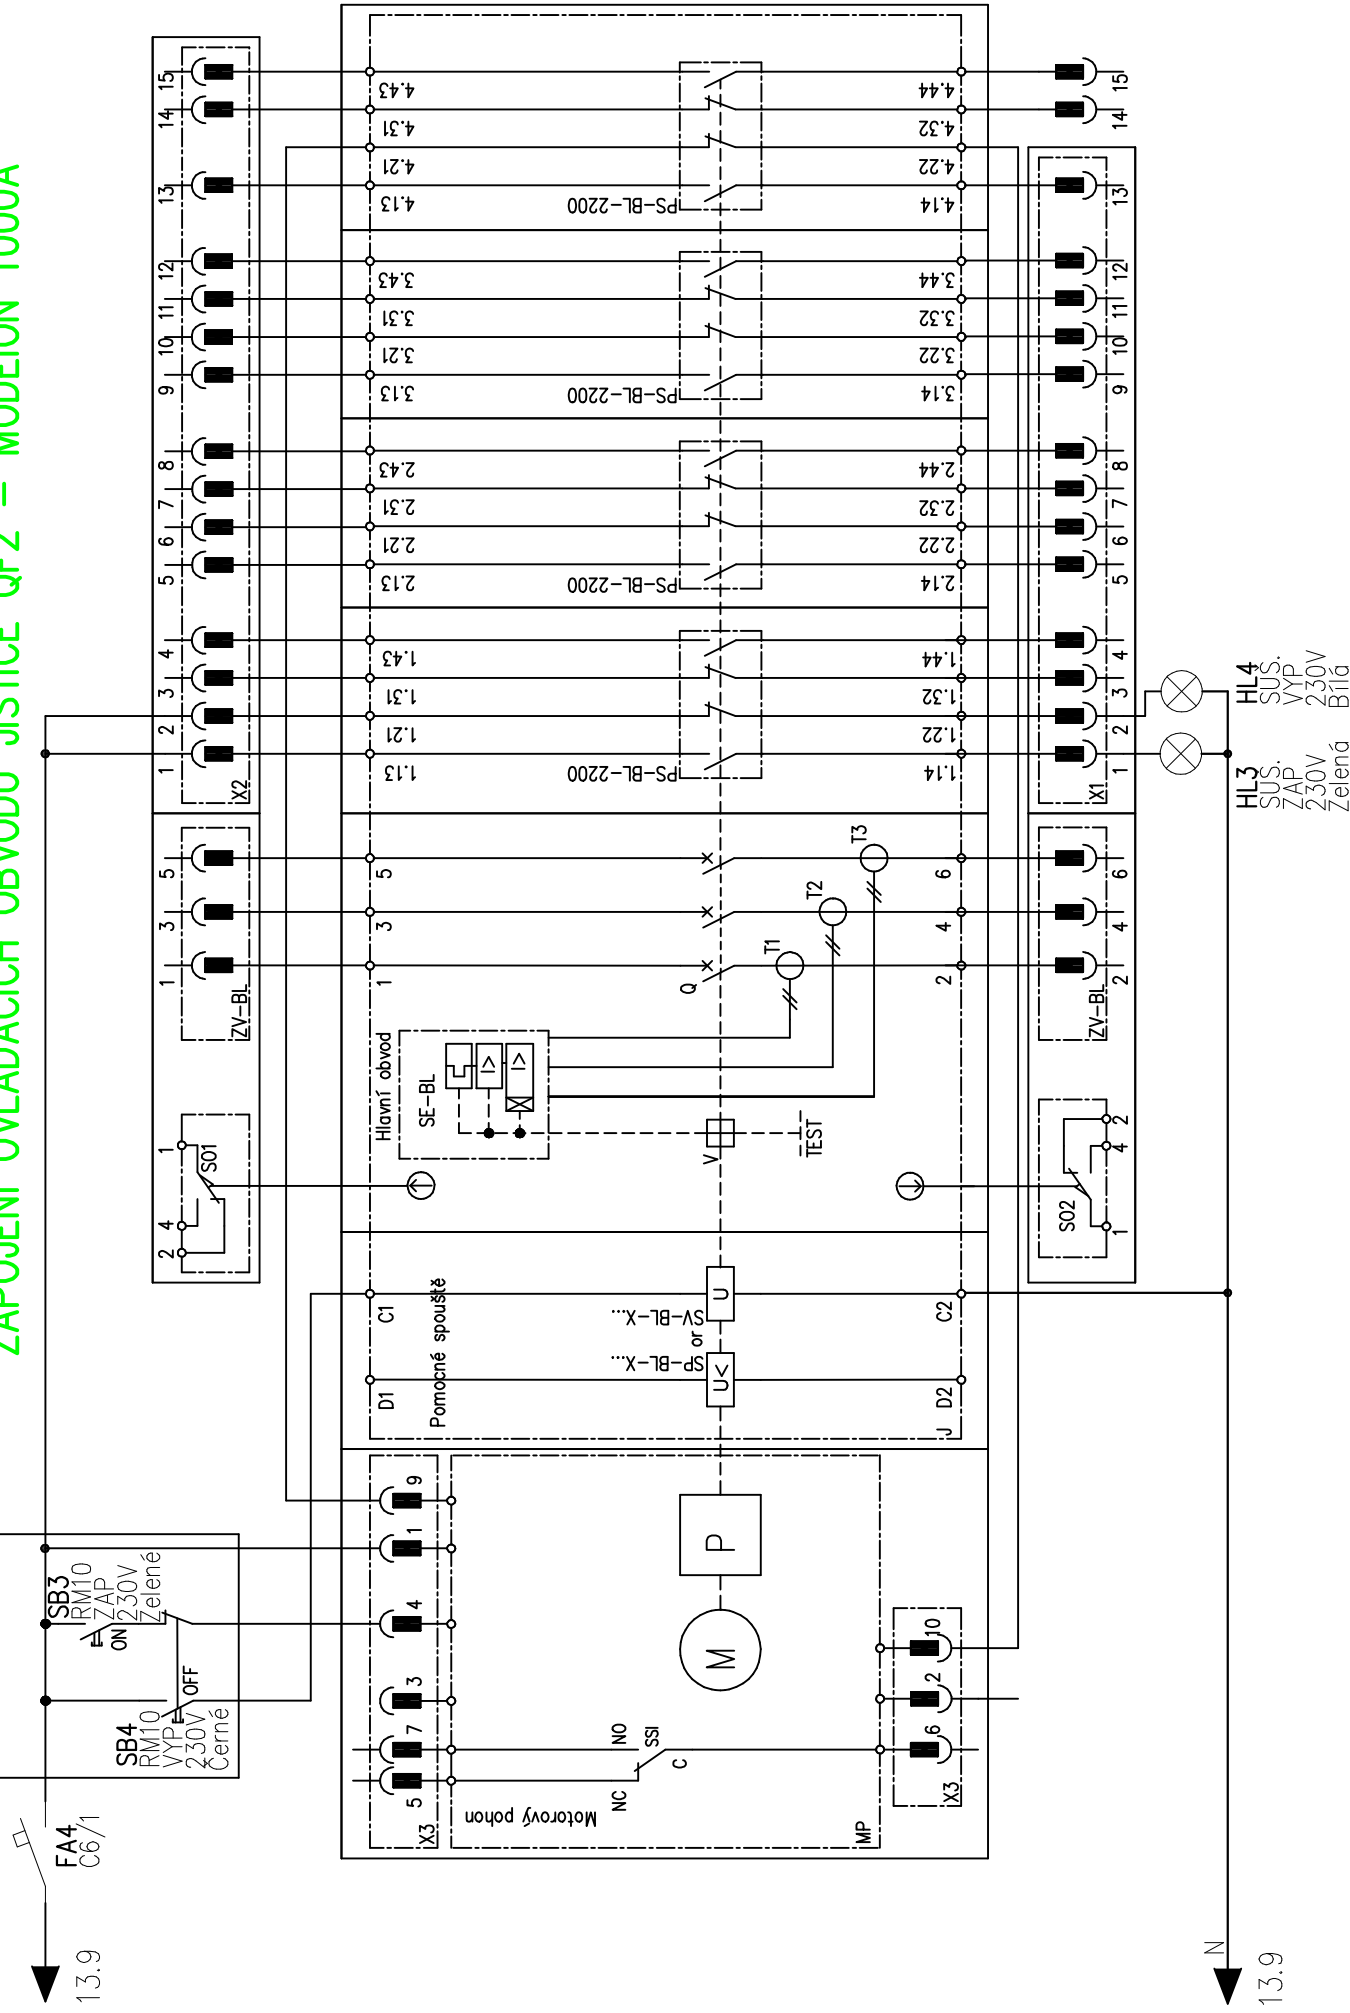 ZAPOJENÍ OVLÁDACÍCH OBVODŮ JISTIČE QF2 – MODEION 1000A
13.9
FA4
C6/1
SB4
RM10
VYP
230V
Černé
OFF
SB3
RM10
ZAP
230V
Zelené
ON
2 4 1
SO1
1 3 5
ZV-BL
1 2 3 4 5 6 7 8 9 10 11 12 13 14 15
X2
5 7 3 4 1 9
X3
Motorový pohon
NC
NO
SSI
C
MP
M
P
6 2 10
X3
D1
C1
Pomocné spouště
SP-BL-X...
or
SV-BL-X...
U<
U
D2
C2
J
Hlavní obvod
SE-BL
I>
I>
V
TEST
1 3 5
Q
T1
T2
T3
2 4 6
1.13 1.21 1.31 1.43
PS-BL-2200
1.14 1.22 1.32 1.44
2.13 2.21 2.31 2.43
PS-BL-2200
2.14 2.22 2.32 2.44
3.13 3.21 3.31 3.43
PS-BL-2200
3.14 3.22 3.32 3.44
4.13 4.21 4.31 4.43
PS-BL-2200
4.14 4.22 4.32 4.44
SO2
1 4 2
ZV-BL
2 4 6
X1
1 2 3 4 5 6 7 8 9 10 11 12 13 14 15
HL3
SUS.
ZAP
230V
Zelená
HL4
SUS.
VYP
230V
Bílá
N
13.9